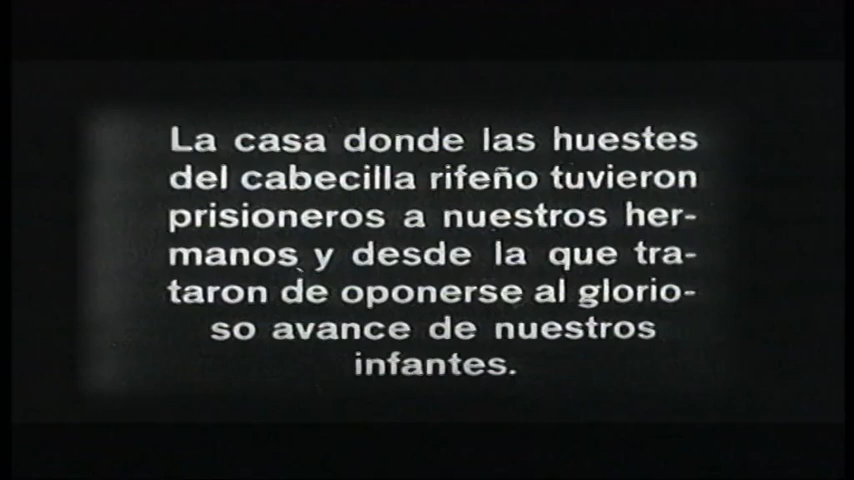 La casa donde las huestes
del cabecilla rifeño tuvieron
prisioneros a nuestros her-
manos y desde la que tra-
taron de oponerse al glorio-
so avance de nuestros
infantes.